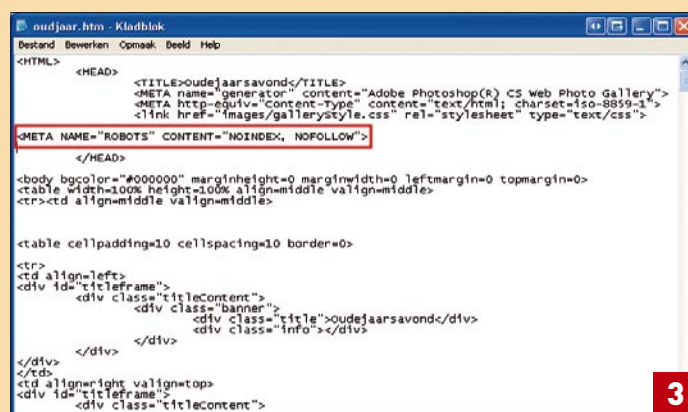 oudjaar.htm - Kladblok
Bestand Bewerken Opmaak Beeld Help
<HTML>
<HEAD>
<TITLE>Oudejaarsavond</TITLE>
<META name="generator" content="Adobe Photoshop(R) CS Web Photo Gallery">
<META http-equiv="Content-Type" content="text/html; charset=iso-8859-1">
<link href="images/galleryStyle.css" rel="stylesheet" type="text/css">
<META NAME="ROBOTS" CONTENT="NOINDEX, NOFOLLOW">
</HEAD>
<body bgcolor="#000000" marginheight=0 marginwidth=0 leftmargin=0 topmargin=0>
<table width=100% height=100% align=middle valign=middle>
<tr><td align=middle valign=middle>
<table cellpadding=10 cellspacing=10 border=0>
<tr>
<td align=left>
<div id="titleframe">
<div class="titleContent">
<div class="banner">
<div class="title">Oudejaarsavond</div>
<div class="info"></div>
</div>
</div>
</div>
</td>
<td align=right valign=top>
<div id="titleframe">
<div class="titleContent">
3